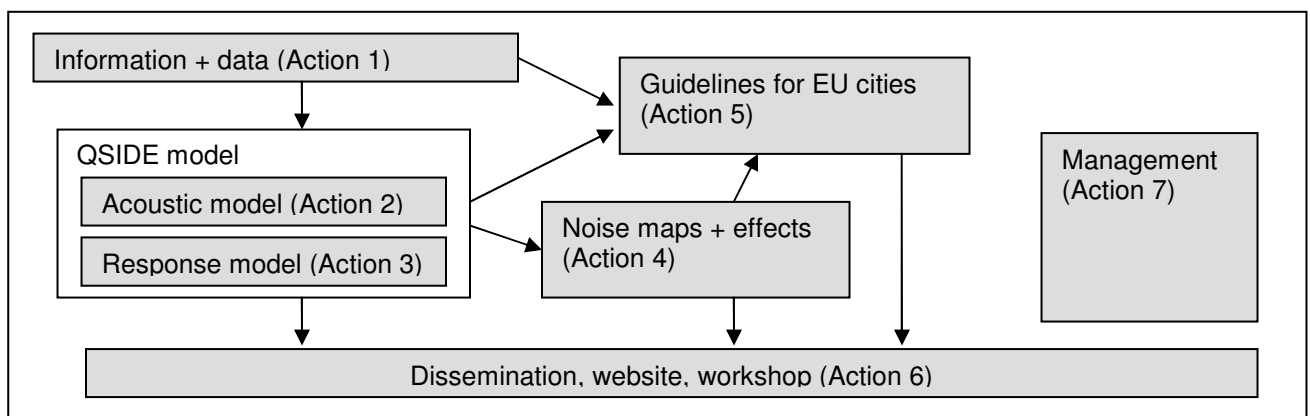 Information + data (Action 1)
Guidelines for EU cities
(Action 5)
QSIDE model
Acoustic model (Action 2)
Response model (Action 3)
Noise maps + effects
(Action 4)
Management
(Action 7)
Dissemination, website, workshop (Action 6)